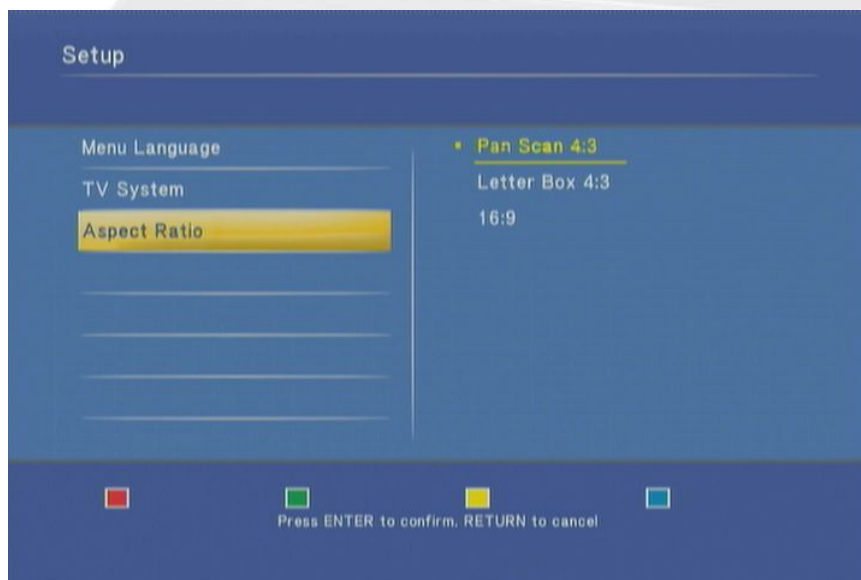 Setup
Menu Language
TV System
Aspect Ratio
Pan Scan 4:3
Letter Box 4:3
16:9
Press ENTER to confirm. RETURN to cancel